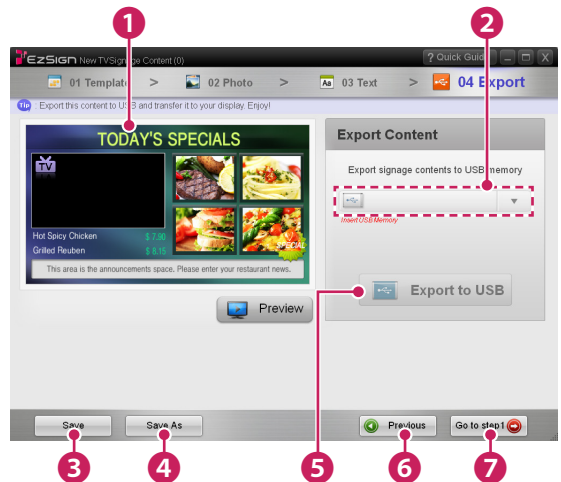 1
2
EZSIGN New TVSignage Content (0)
? Quick Guide
01 Template > 02 Photo > Aa 03 Text > 04 Export
Tip Export this content to USB and transfer it to your display. Enjoy!
TODAY'S SPECIALS
TV
Hot Spicy Chicken $ 7.90
Grilled Reuben $ 8.15
SPECIAL
This area is the announcements space. Please enter your restaurant news.
Preview
Export Content
Export signage contents to USB memory
Insert USB Memory
Export to USB
Save
Save As
Previous
Go to step1
3
4
5
6
7